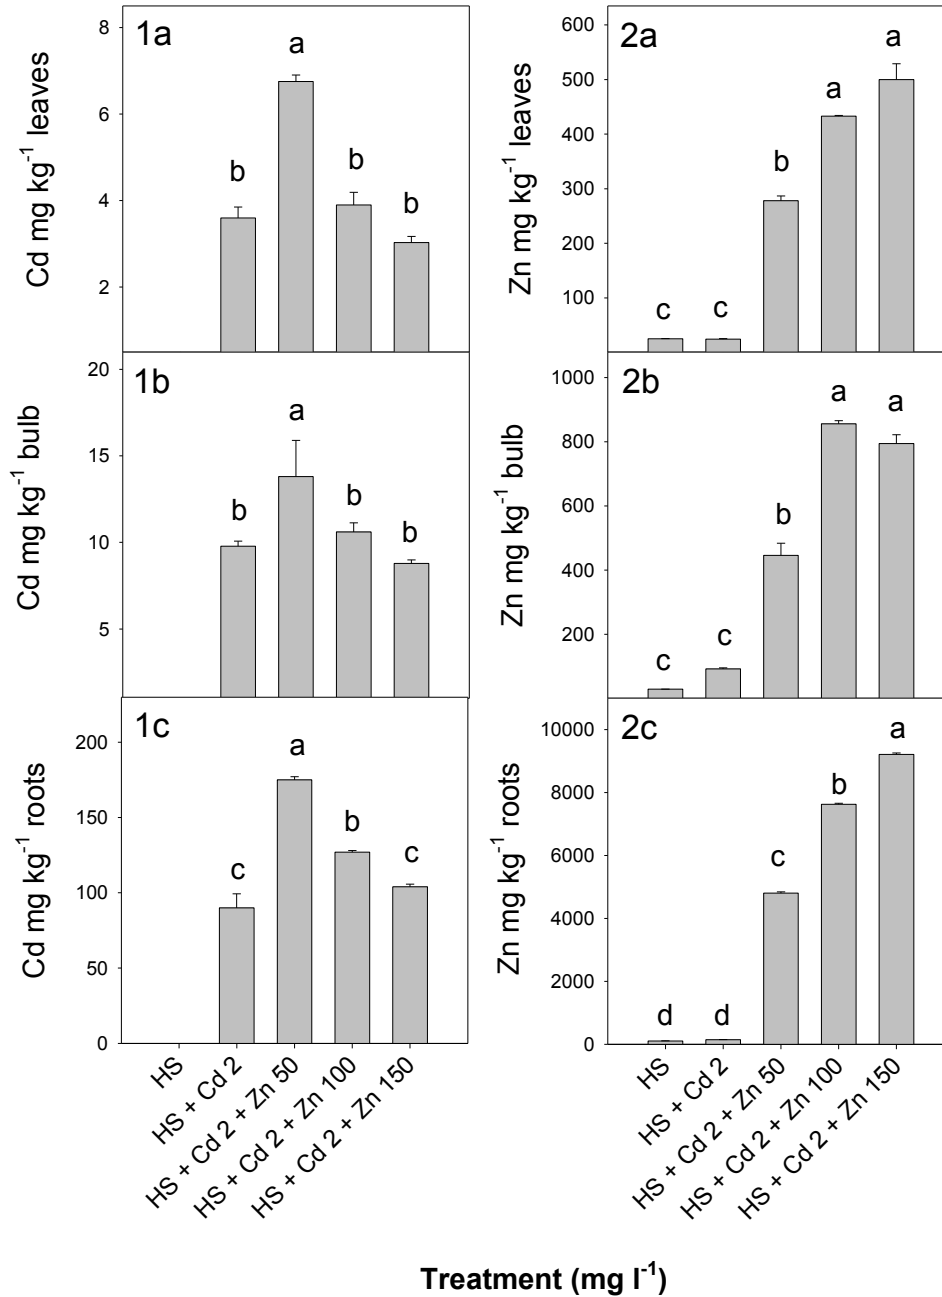 1a
Cd mg kg⁻¹ leaves
8
6
4
2
b
a
b
b
2a
Zn mg kg⁻¹ leaves
600
500
400
300
200
100
c
c
b
a
a
1b
Cd mg kg⁻¹ bulb
20
15
10
5
b
a
b
b
2b
Zn mg kg⁻¹ bulb
1000
800
600
400
200
c
c
b
a
a
1c
Cd mg kg⁻¹ roots
200
150
100
50
0
c
a
b
c
HS
HS + Cd 2
HS + Cd 2 + Zn 50
HS + Cd 2 + Zn 100
HS + Cd 2 + Zn 150
2c
Zn mg kg⁻¹ roots
10000
8000
6000
4000
2000
0
d
d
c
b
a
HS
HS + Cd 2
HS + Cd 2 + Zn 50
HS + Cd 2 + Zn 100
HS + Cd 2 + Zn 150
Treatment (mg l⁻¹)